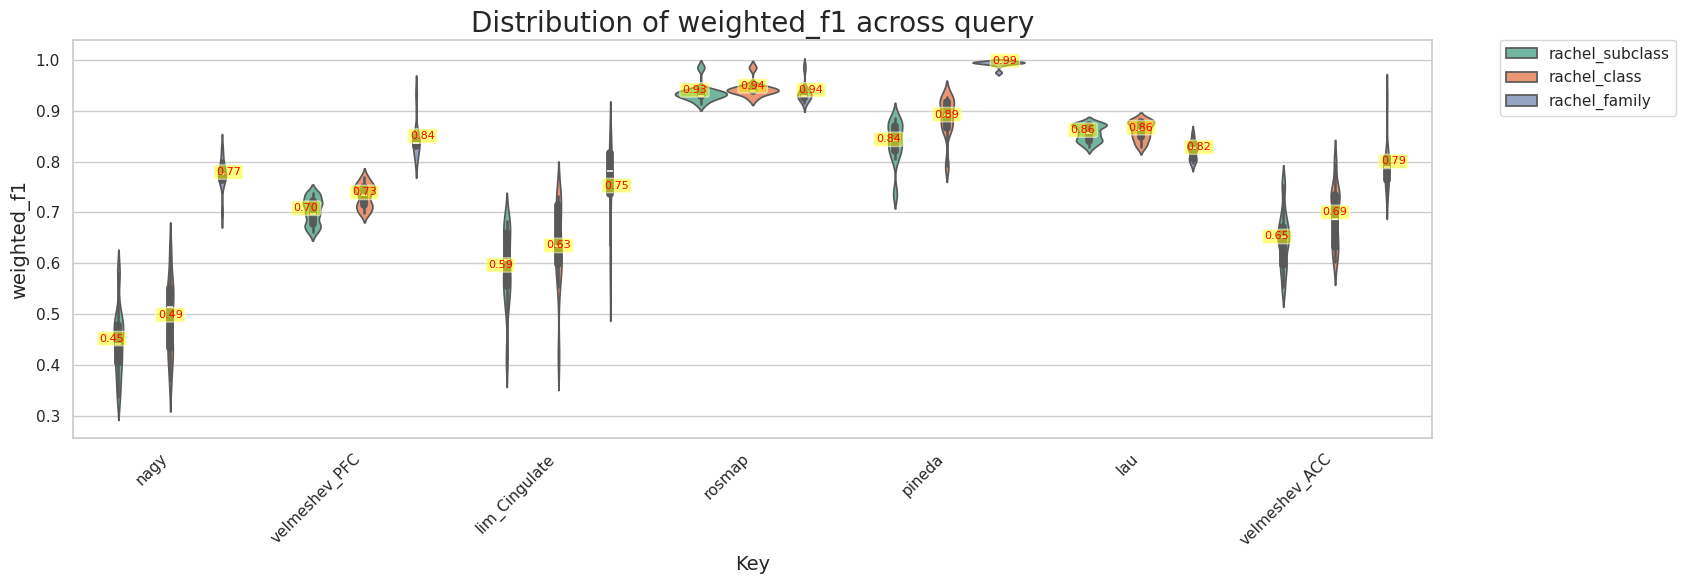 Distribution of weighted_f1 across query
rachel_subclass
rachel_class
rachel_family
weighted_f1
1.0
0.9
0.8
0.7
0.6
0.5
0.4
0.3
0.45
0.49
0.77
0.70
0.73
0.84
0.59
0.63
0.75
0.93
0.94
0.94
0.84
0.89
0.99
0.86
0.86
0.82
0.65
0.69
0.79
nagy
velmeshev_PFC
lim_Cingulate
rosmap
pineda
lau
velmeshev_ACC
Key